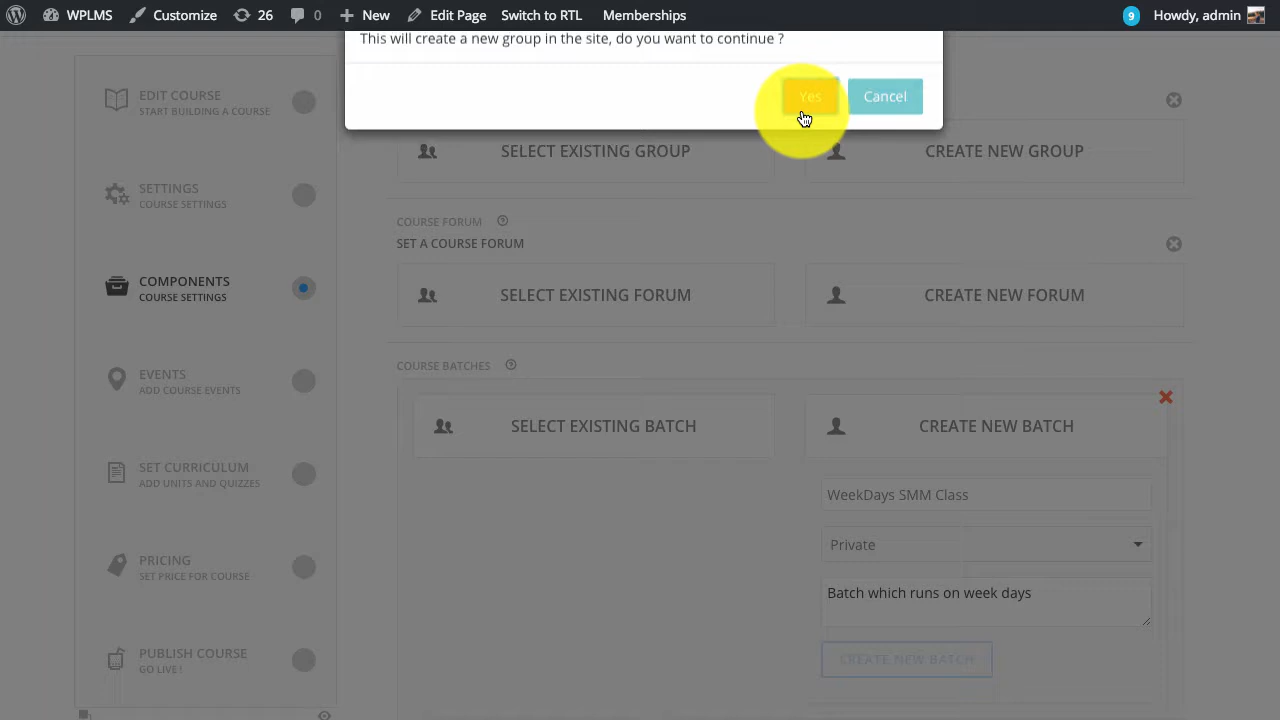 WPLMS Customize 26 0 New Edit Page Switch to RTL Memberships 9 Howdy, admin
This will create a new group in the site, do you want to continue ?
Yes Cancel
EDIT COURSE
START BUILDING A COURSE
SETTINGS
COURSE SETTINGS
COMPONENTS
COURSE SETTINGS
EVENTS
ADD COURSE EVENTS
SET CURRICULUM
ADD UNITS AND QUIZZES
PRICING
SET PRICE FOR COURSE
PUBLISH COURSE
GO LIVE !
SELECT EXISTING GROUP CREATE NEW GROUP
COURSE FORUM
SET A COURSE FORUM
SELECT EXISTING FORUM CREATE NEW FORUM
COURSE BATCHES
SELECT EXISTING BATCH CREATE NEW BATCH
WeekDays SMM Class
Private
Batch which runs on week days
CREATE NEW BATCH